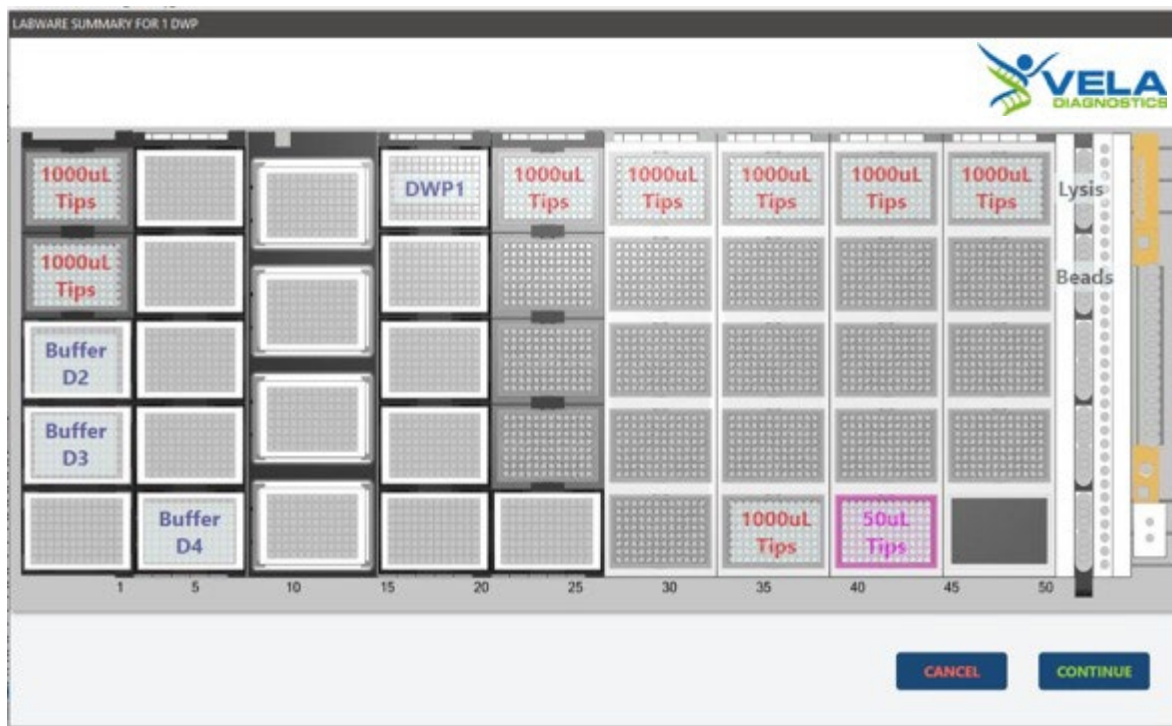 LABWARE SUMMARY FOR 1 DWP
VELA
DIAGNOSTICS
1000uL
Tips
DWP1
1000uL
Tips
1000uL
Tips
1000uL
Tips
1000uL
Tips
1000uL
Tips
Lysis
1000uL
Tips
Beads
Buffer
D2
Buffer
D3
Buffer
D4
1000uL
Tips
50uL
Tips
1 5 10 15 20 25 30 35 40 45 50
CANCEL CONTINUE